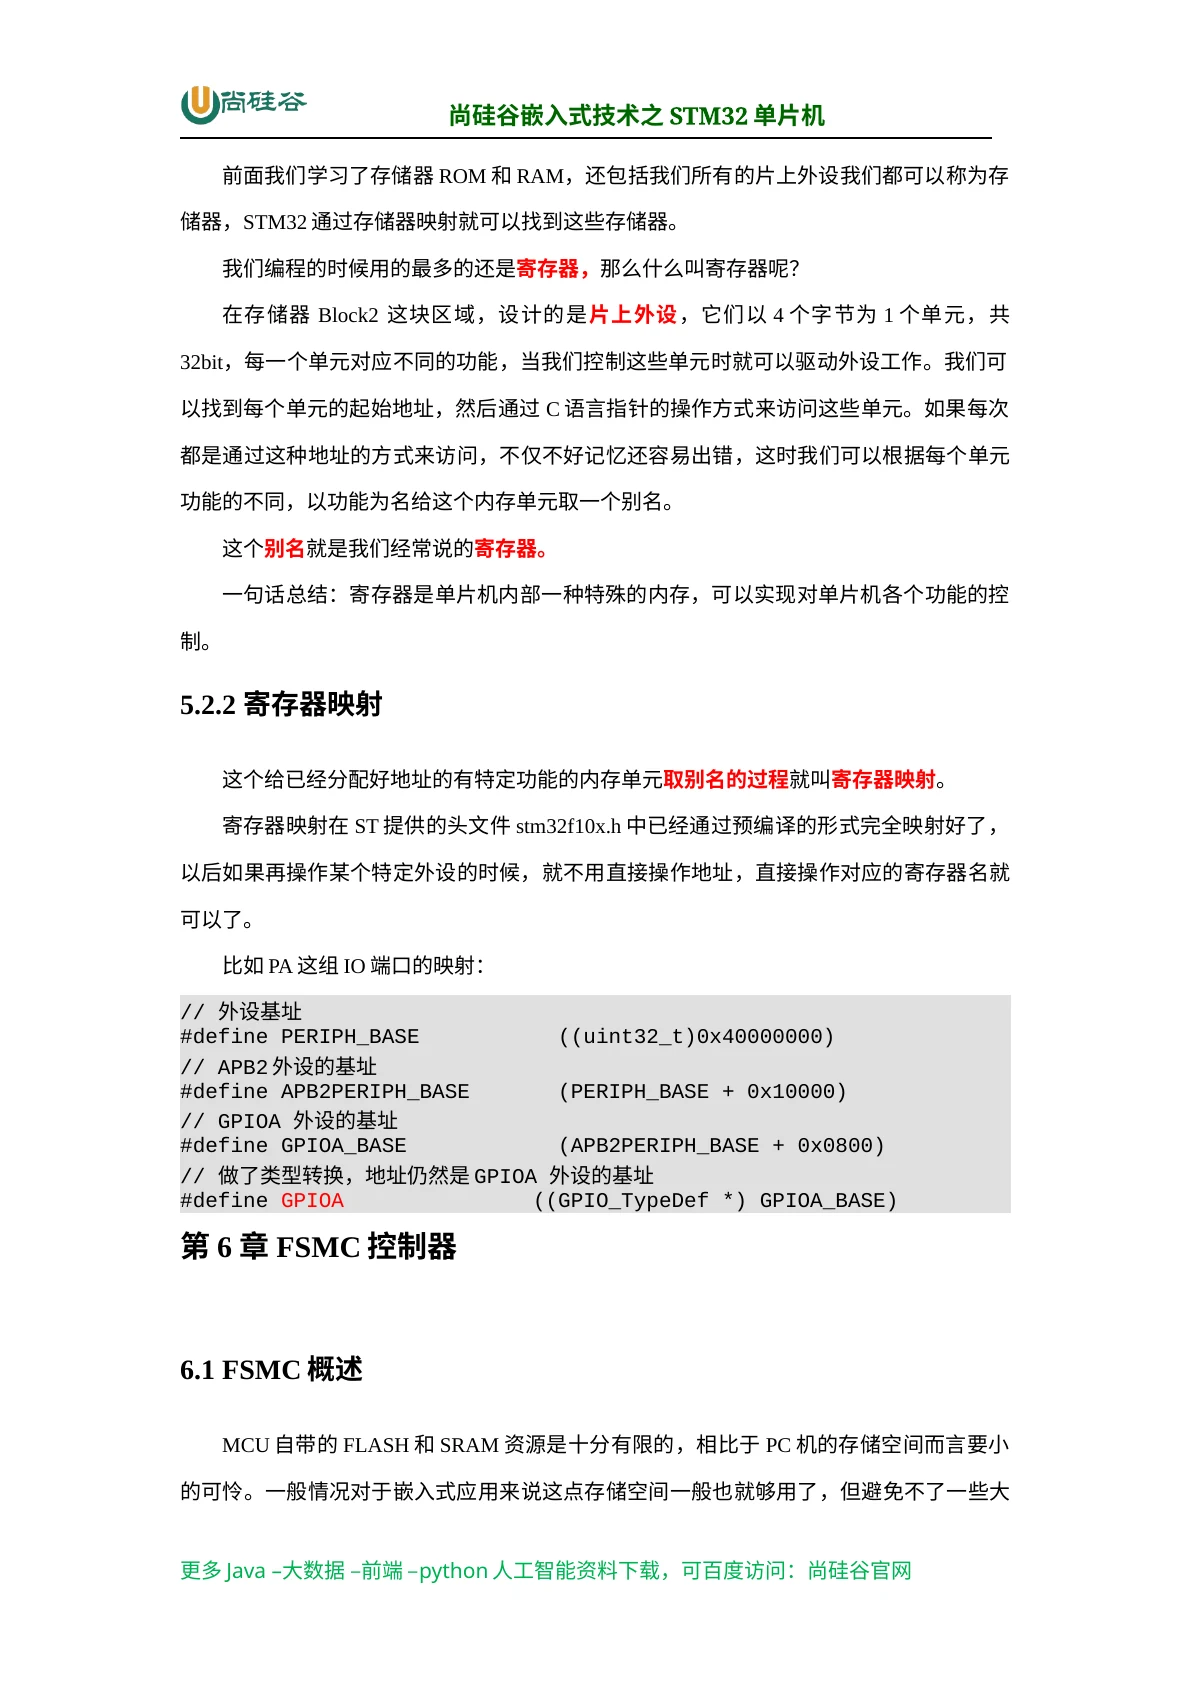 尚硅谷
尚硅谷嵌入式技术之 STM32 单片机
前面我们学习了存储器 ROM 和 RAM，还包括我们所有的片上外设我们都可以称为存
储器，STM32 通过存储器映射就可以找到这些存储器。
我们编程的时候用的最多的还是寄存器，那么什么叫寄存器呢？
在存储器 Block2 这块区域，设计的是片上外设，它们以 4 个字节为 1 个单元，共
32bit，每一个单元对应不同的功能，当我们控制这些单元时就可以驱动外设工作。我们可
以找到每个单元的起始地址，然后通过 C 语言指针的操作方式来访问这些单元。如果每次
都是通过这种地址的方式来访问，不仅不好记忆还容易出错，这时我们可以根据每个单元
功能的不同，以功能为名给这个内存单元取一个别名。
这个别名就是我们经常说的寄存器。
一句话总结：寄存器是单片机内部一种特殊的内存，可以实现对单片机各个功能的控
制。
5.2.2 寄存器映射
这个给已经分配好地址的有特定功能的内存单元取别名的过程就叫寄存器映射。
寄存器映射在 ST 提供的头文件 stm32f10x.h 中已经通过预编译的形式完全映射好了，
以后如果再操作某个特定外设的时候，就不用直接操作地址，直接操作对应的寄存器名就
可以了。
比如 PA 这组 IO 端口的映射：
// 外设基址
#define PERIPH_BASE           ((uint32_t)0x40000000)
// APB2 外设的基址
#define APB2PERIPH_BASE       (PERIPH_BASE + 0x10000)
// GPIOA 外设的基址
#define GPIOA_BASE            (APB2PERIPH_BASE + 0x0800)
// 做了类型转换，地址仍然是 GPIOA 外设的基址
#define GPIOA               ((GPIO_TypeDef *) GPIOA_BASE)
第 6 章 FSMC 控制器
6.1 FSMC 概述
MCU 自带的 FLASH 和 SRAM 资源是十分有限的，相比于 PC 机的存储空间而言要小
的可怜。一般情况对于嵌入式应用来说这点存储空间一般也就够用了，但避免不了一些大
更多 Java –大数据 –前端 –python 人工智能资料下载，可百度访问：尚硅谷官网